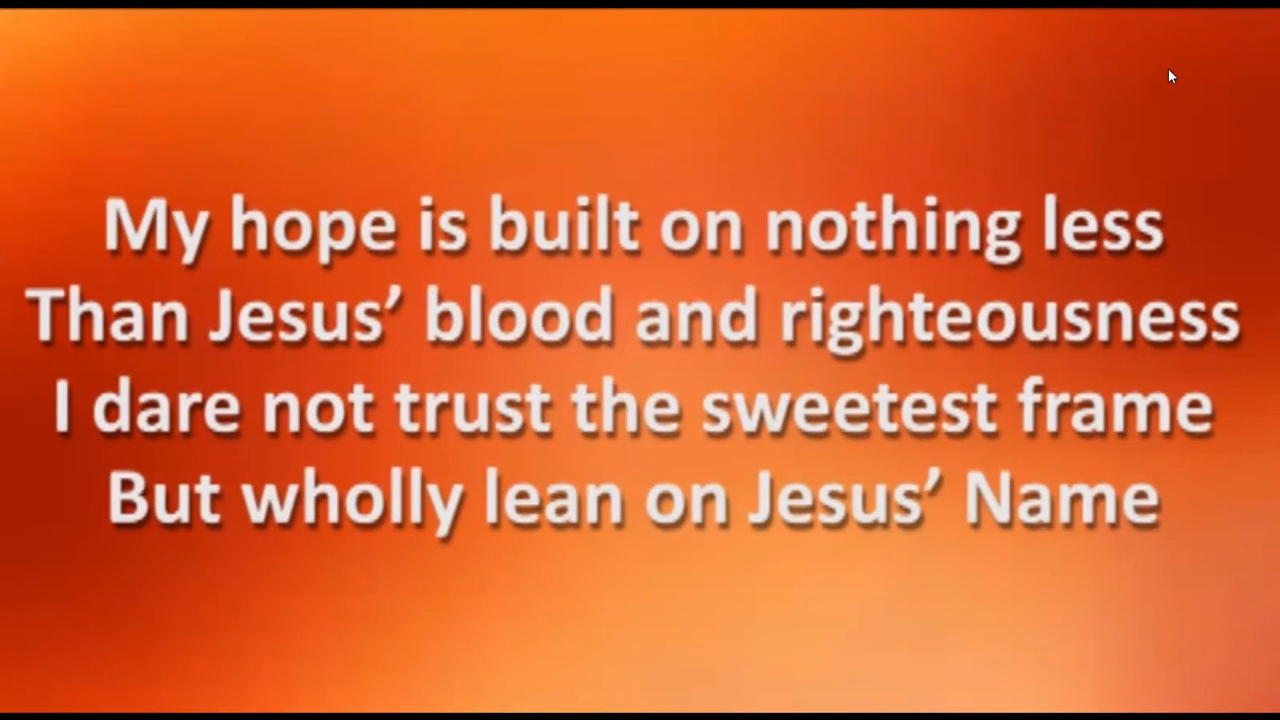 My hope is built on nothing less
Than Jesus’ blood and righteousness
I dare not trust the sweetest frame
But wholly lean on Jesus’ Name